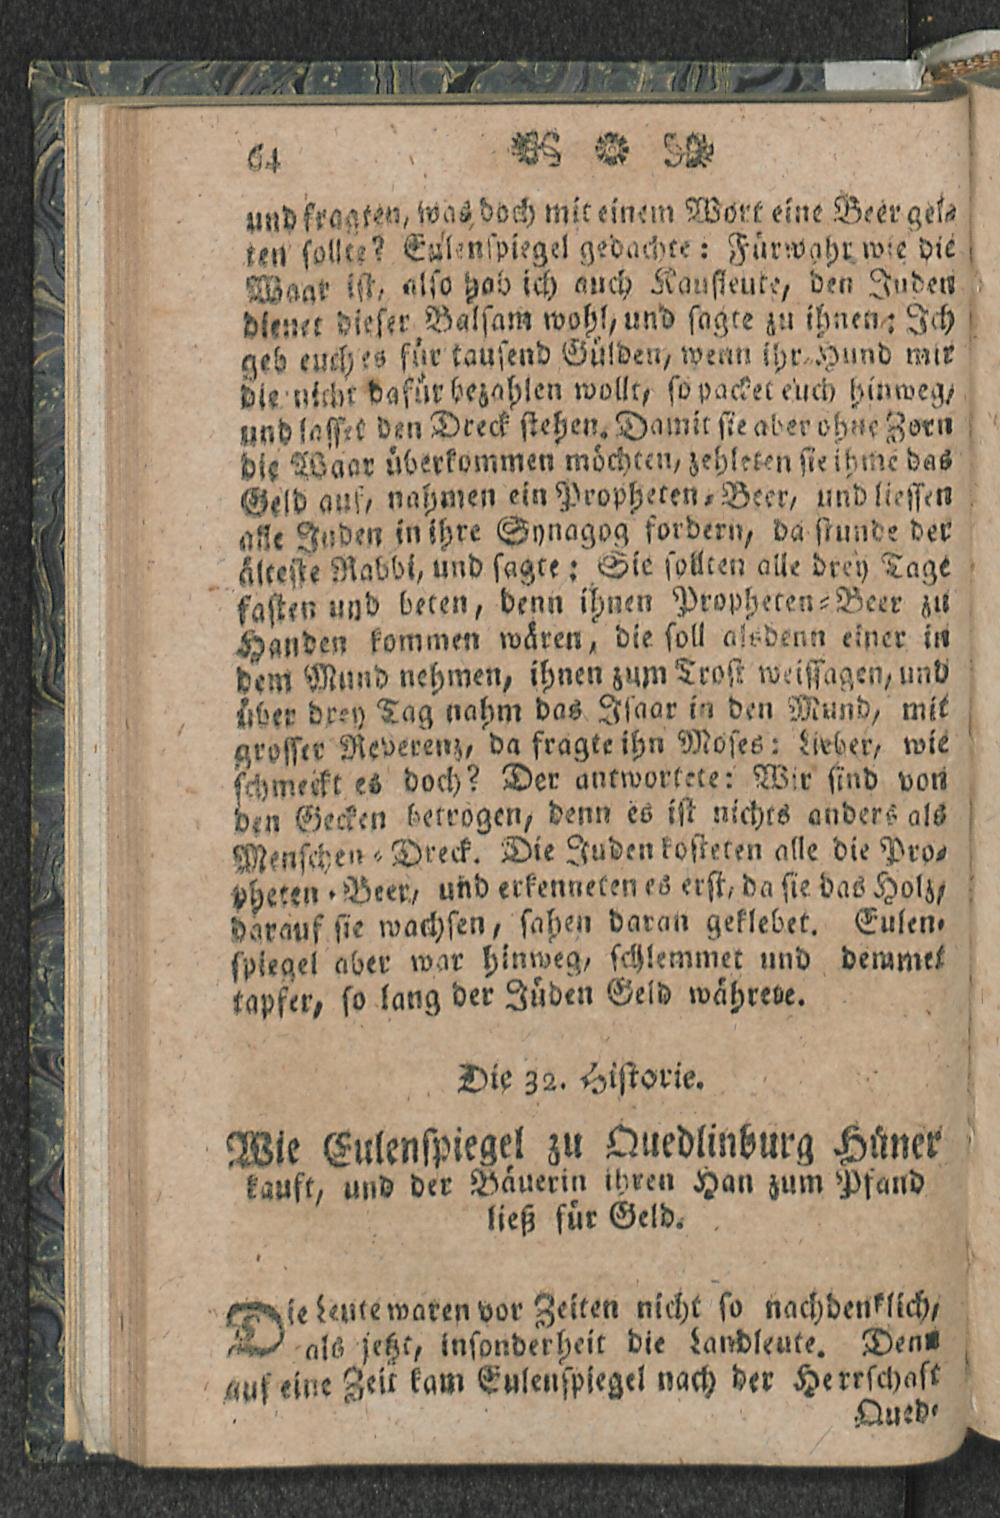 64
und fragten, was doch mit einem Wort eine Beer gel⸗
ten sollte? Eulenspiegel gedachte: Fürwahr wie die
Waar ist, also hab ich auch Kaufleute, den Juden
dienet dieser Balsam wohl, und sagte zu ihnen: Ich
geb euch es für tausend Gülden, wenn ihr Hund mir
die nicht dafür bezahlen wollt, so packet euch hinweg,
und lasset den Dreck stehen. Damit sie aber ohne Zorn
die Waar überkommen möchten, zehleten sie ihme das
Geld auf, nahmen ein Propheten⸗Beer, und liessen
alle Juden in ihre Synagog fordern, da stunde der
älteste Rabbi, und sagte: Sie sollten alle drey Tage
fasten und beten, denn ihnen Propheten⸗Beer zu
Handen kommen wären, die soll alsdenn einer in
dem Mund nehmen, ihnen zum Trost weissagen, und
über drey Tag nahm das Isaac in den Mund, mit
grosser Reverenz, da fragte ihn Moses: Lieber, wie
schmeckt es doch? Der antwortete: Wir sind von
den Gecken betrogen, denn es ist nichts anders als
Menschen⸗Dreck. Die Juden kosteten alle die Pro⸗
pheten⸗Beer, und erkenneten es erst, da sie das Holz,
darauf sie wachsen, sahen daran geklebet. Eulen⸗
spiegel aber war hinweg, schlemmet und demmet
tapfer, so lang der Jüden Geld währete.
Die 32. Historie.
Wie Eulenspiegel zu Quedlinburg Hüner
kauft, und der Bäuerin ihren Han zum Pfand
ließ für Geld.
Die Leute waren vor Zeiten nicht so nachdenklich,
als jetzt, insonderheit die Landleute. Denn
auf eine Zeit kam Eulenspiegel nach der Herrschaft
Qued⸗